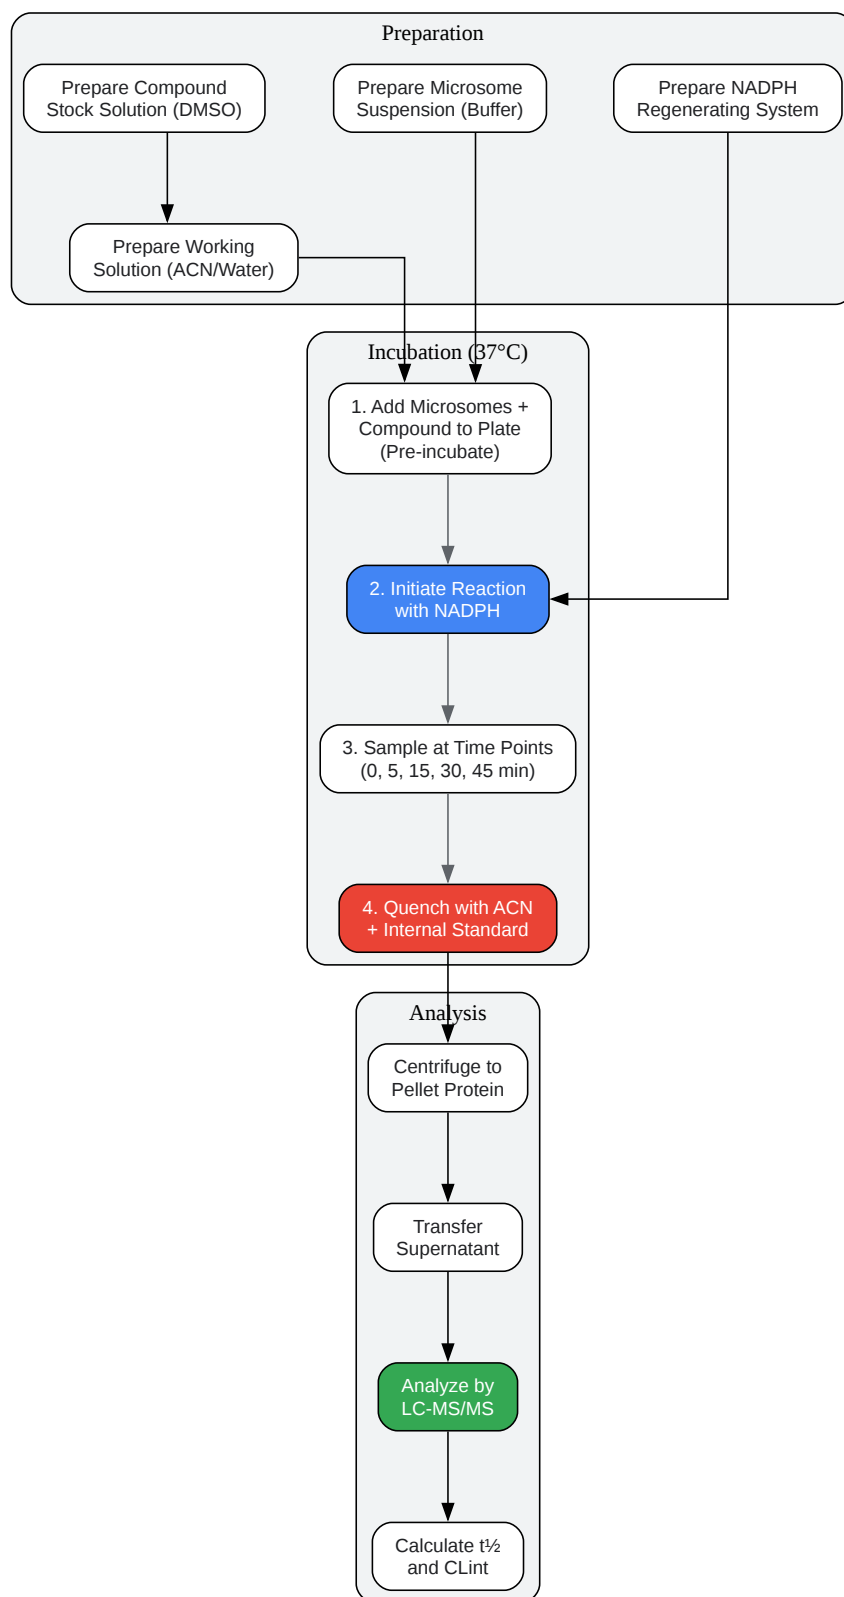 Preparation
Prepare Compound
Stock Solution (DMSO)
Prepare Microsome
Suspension (Buffer)
Prepare NADPH
Regenerating System
Prepare Working
Solution (ACN/Water)
Incubation (37°C)
1. Add Microsomes +
Compound to Plate
(Pre-incubate)
2. Initiate Reaction
with NADPH
3. Sample at Time Points
(0, 5, 15, 30, 45 min)
4. Quench with ACN
+ Internal Standard
Analysis
Centrifuge to
Pellet Protein
Transfer
Supernatant
Analyze by
LC-MS/MS
Calculate t½
and CLint